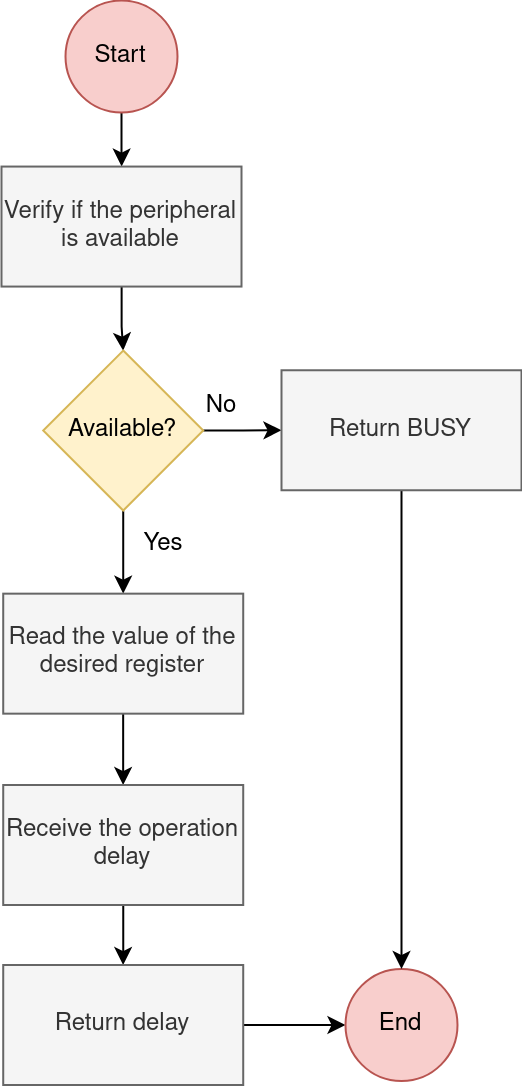 Start
Verify if the peripheral
is available
Available?
No
Return BUSY
Yes
Read the value of the
desired register
Receive the operation
delay
Return delay
End